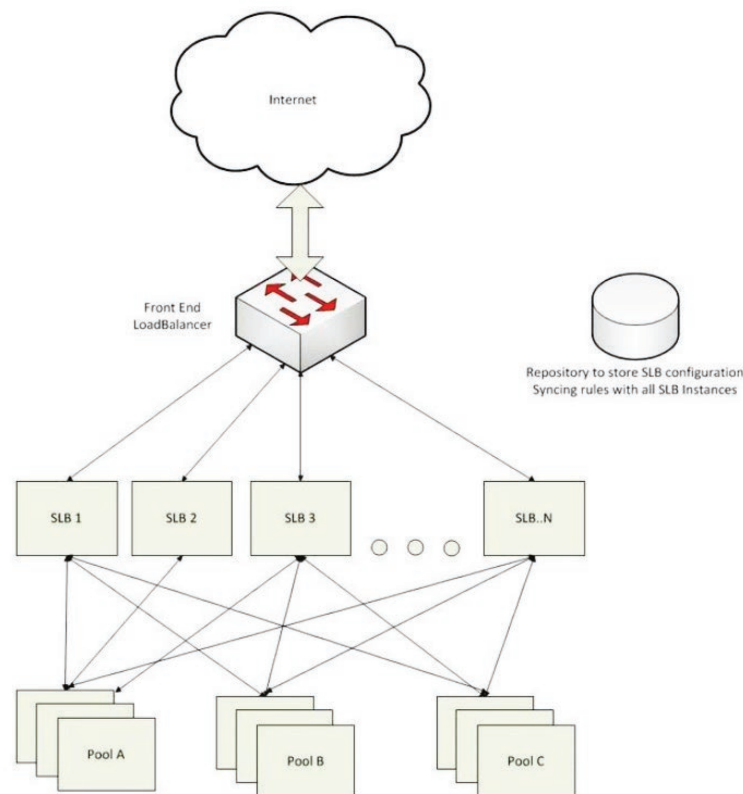 Internet
Front End
LoadBalancer
Repository to store SLB configuration
Syncing rules with all SLB Instances
SLB 1
SLB 2
SLB 3
SLB..N
Pool A
Pool B
Pool C